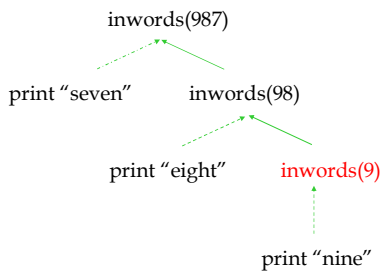 inwords(987)
print “seven”
inwords(98)
print “eight”
inwords(9)
print “nine”